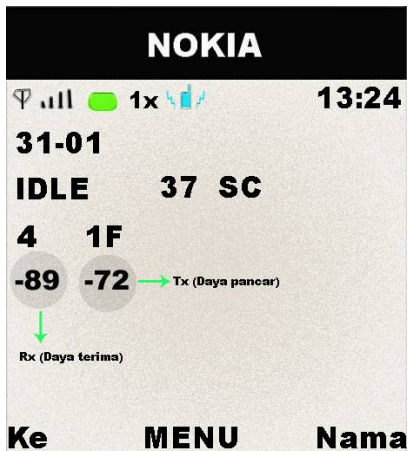 NOKIA
1x 13:24
31-01
IDLE 37 SC
4 1F
-89 -72 Tx (Daya pancar)
Rx (Daya terima)
Ke MENU Nama